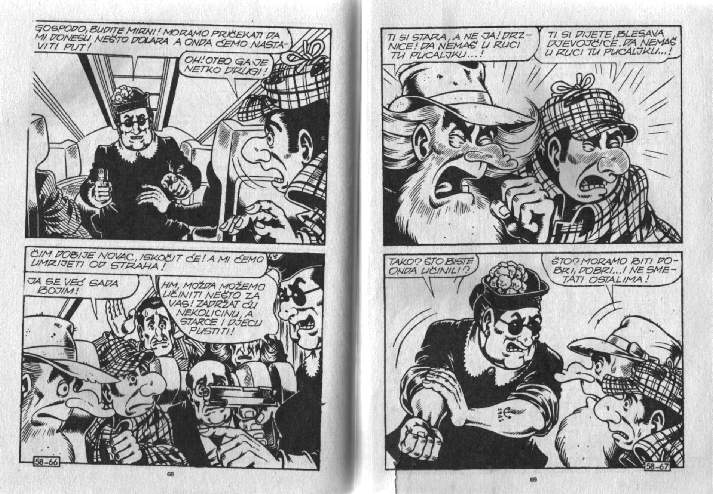 GOSPODO, BUDITE MIRNI! MORAMO PRIČEKATI DA
MI DONESU NEŠTO DOLARA A ONDA ĆEMO NASTA-
VITI PUT!
OH! OTEO GA JE
NETKO DRUGI!
ČIM DOBIJE NOVAC, ISKOČIT ĆE! A MI ĆEMO
UMRIJETI OD STRAHA!
JA SE VEĆ SADA
BOJIM!
HM, MOŽDA MOŽEMO
UČINITI NEŠTO ZA
VAS! ZADRŽAT ĆU
NEKOLICINU, A
STARCE I DJECU
PUSTITI!
58-66
68
TI SI STARA, A NE JA! DRZ-
NICE! DA NEMAŠ U RUCI
TU PUCALJKU...!
TI SI DIJETE, BLESAVA
DJEVOJČICE. DA NEMAŠ
U RUCI TU PUCALJKU...!
TAKO? ŠTO BISTE
ONDA UČINILI?
ŠTO? MORAMO BITI DO-
BRI, DOBRI...! NE SME-
TATI OSTALIMA!
58-67
69